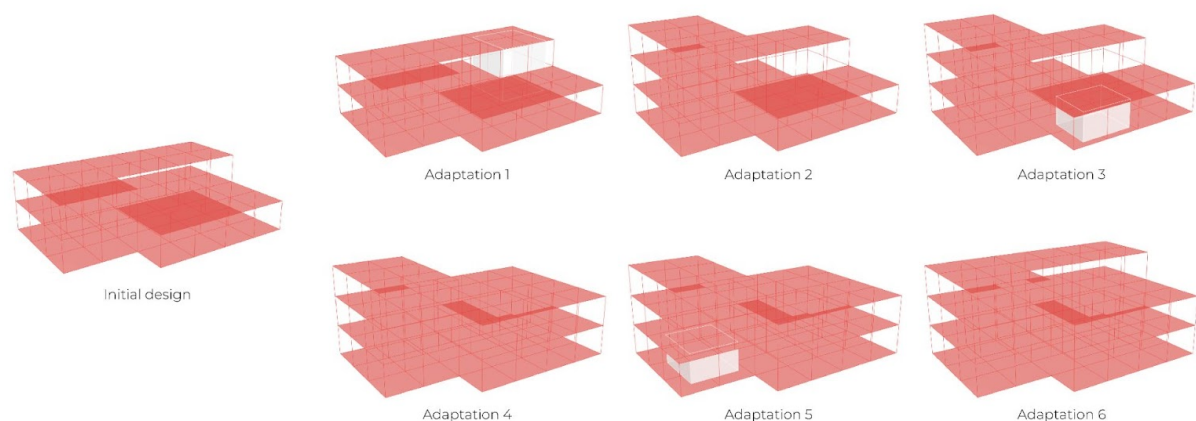 Adaptation 1
Adaptation 2
Adaptation 3
Initial design
Adaptation 4
Adaptation 5
Adaptation 6